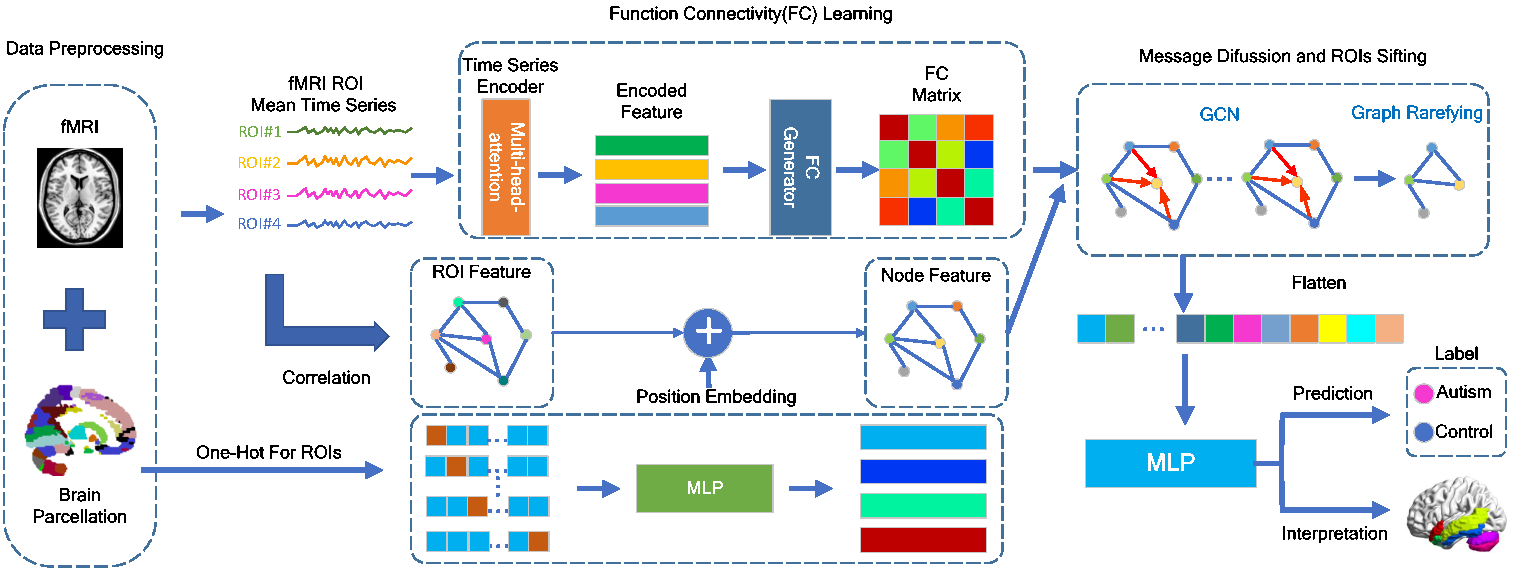 Function Connectivity(FC) Learning
Data Preprocessing
fMRI
Brain
Parcellation
fMRI ROI
Mean Time Series
ROI#1
ROI#2
ROI#3
ROI#4
Time Series
Encoder
Multi-head-
attention
Encoded
Feature
FC
Generator
FC
Matrix
Message Difussion and ROIs Sifting
GCN
Graph Rarefying
Correlation
ROI Feature
Node Feature
Position Embedding
One-Hot For ROIs
MLP
Flatten
MLP
Prediction
Interpretation
Label
Autism
Control